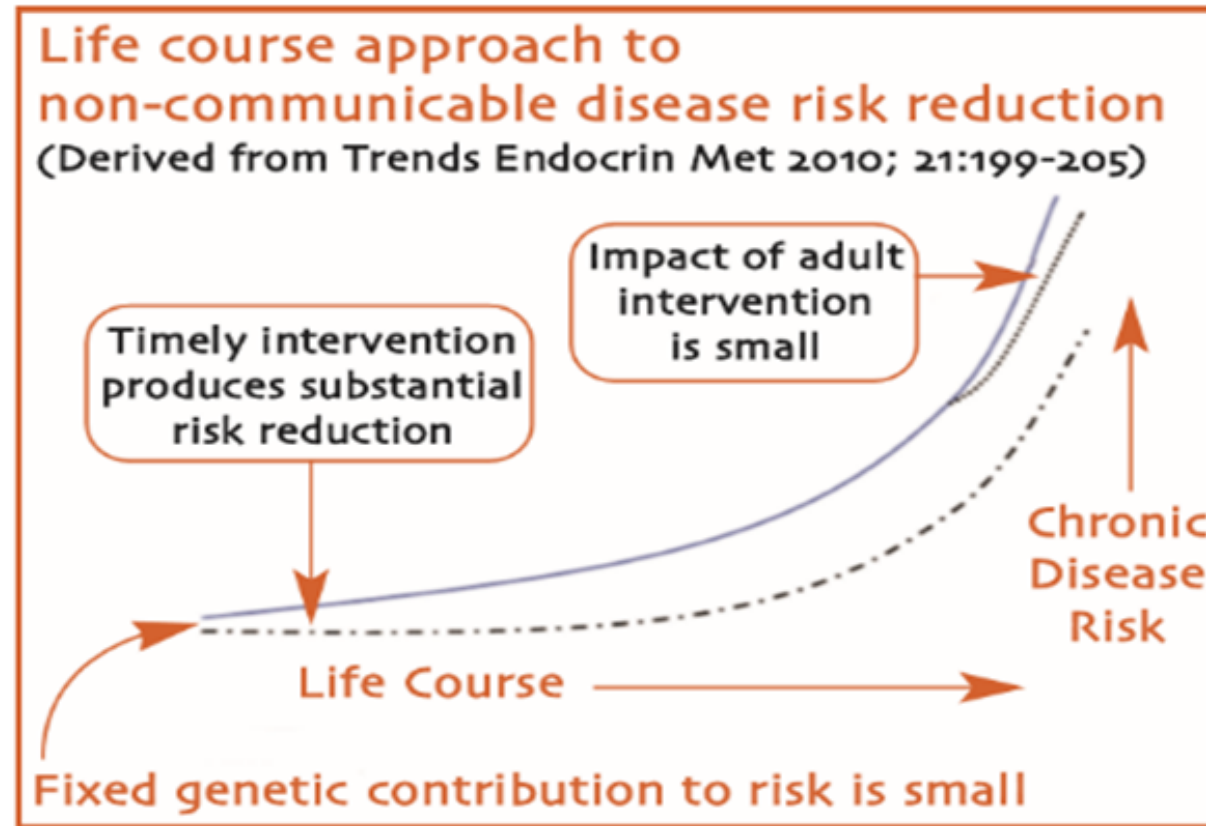 Life course approach to
non-communicable disease risk reduction
(Derived from Trends Endocrin Met 2010; 21:199-205)
Impact of adult
intervention
is small
Timely intervention
produces substantial
risk reduction
Chronic
Disease
Risk
Life Course
Fixed genetic contribution to risk is small